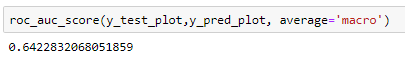 roc_auc_score(y_test_plot,y_pred_plot, average='macro')
0.6422832068051859